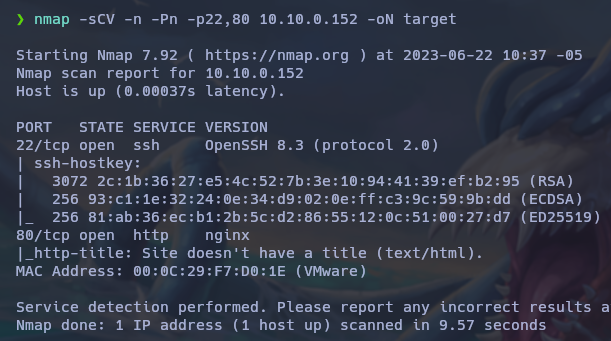 ❯ nmap -sCV -n -Pn -p22,80 10.10.0.152 -oN target
Starting Nmap 7.92 ( https://nmap.org ) at 2023-06-22 10:37 -05
Nmap scan report for 10.10.0.152
Host is up (0.00037s latency).
PORT   STATE SERVICE VERSION
22/tcp open  ssh     OpenSSH 8.3 (protocol 2.0)
| ssh-hostkey:
|   3072 2c:1b:36:27:e5:4c:52:7b:3e:10:94:41:39:ef:b2:95 (RSA)
|   256 93:c1:1e:32:24:0e:34:d9:02:0e:ff:c3:9c:59:9b:dd (ECDSA)
|_  256 81:ab:36:ec:b1:2b:5c:d2:86:55:12:0c:51:00:27:d7 (ED25519)
80/tcp open  http    nginx
|_http-title: Site doesn't have a title (text/html).
MAC Address: 00:0C:29:F7:D0:1E (VMware)
Service detection performed. Please report any incorrect results a
Nmap done: 1 IP address (1 host up) scanned in 9.57 seconds